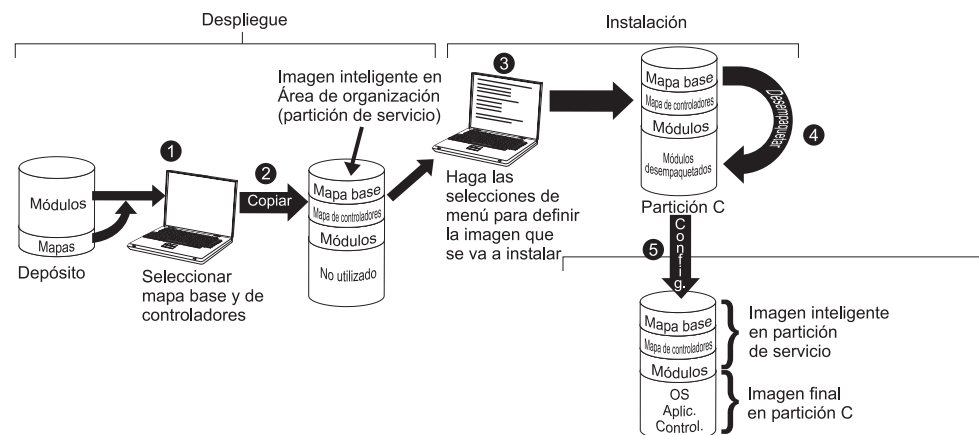 Despliegue
Instalación
Imagen inteligente en
Área de organización
(partición de servicio)
1
2
Copiar
3
Módulos
Mapas
Depósito
Seleccionar
mapa base y de
controladores
Mapa base
Mapa de controladores
Módulos
No utilizado
Haga las
selecciones de
menú para definir
la imagen que
se va a instalar
Mapa base
Mapa de controladores
Módulos
Módulos
desempaquetados
Partición C
Desempaquetar
4
5
Config.
Mapa base
Mapa de controladores
Módulos
OS
Aplic.
Control.
Imagen inteligente
en partición
de servicio
Imagen final
en partición C